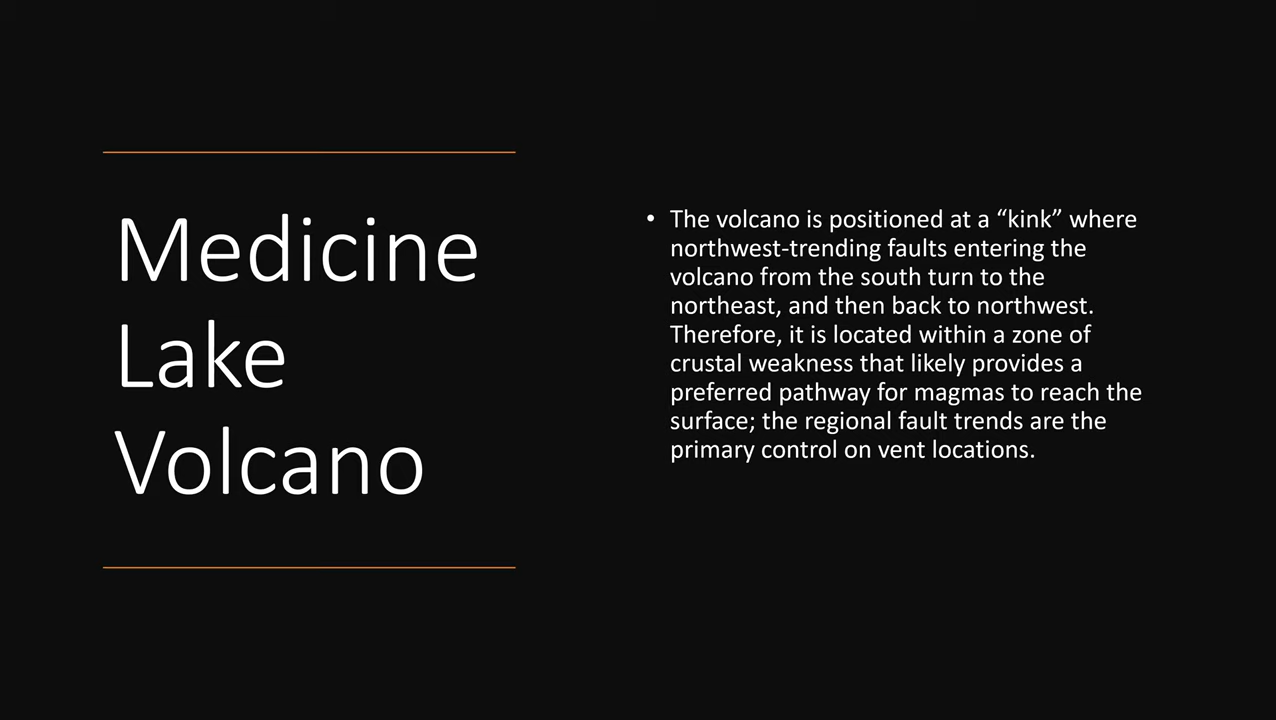 Medicine
Lake
Volcano
• The volcano is positioned at a “kink” where
northwest-trending faults entering the
volcano from the south turn to the
northeast, and then back to northwest.
Therefore, it is located within a zone of
crustal weakness that likely provides a
preferred pathway for magmas to reach the
surface; the regional fault trends are the
primary control on vent locations.